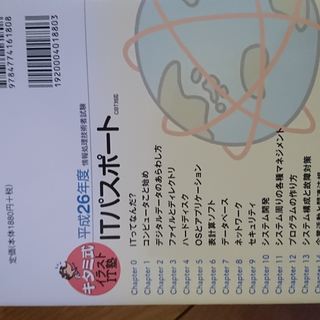 キタミ式
イラスト
IT塾
平成26年度 情報処理技術者試験
ITパスポート
CBT対応
Chapter 0 ITってなんだ?
Chapter 1 コンピュータこと始め
Chapter 2 デジタルデータのあらわし方
Chapter 3 ファイルとディレクトリ
Chapter 4 ハードディスク
Chapter 5 OSとアプリケーション
Chapter 6 表計算ソフト
Chapter 7 データベース
Chapter 8 ネットワーク
Chapter 9 セキュリティ
Chapter 10 システム開発
Chapter 11 システム周りの各種マネジメント
Chapter 12 プログラムの作り方
Chapter 13 システム構成と故障対策
Chapter 14
9784774161808
1920004018803
定価(本体1880円+税)